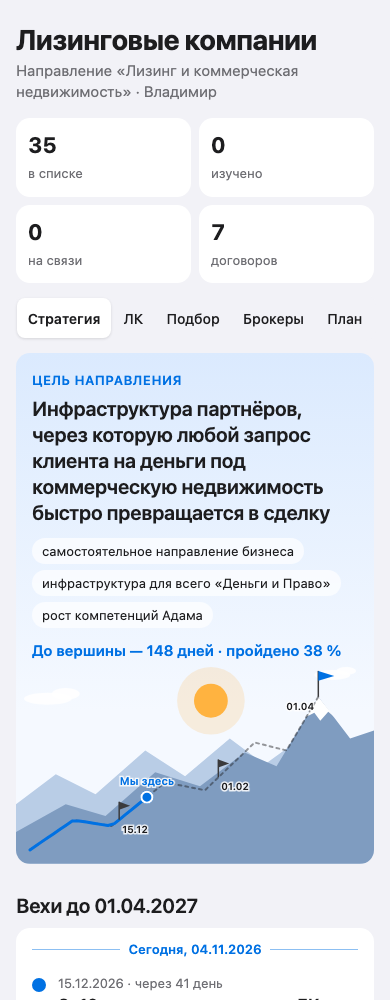 Лизинговые компании
Направление «Лизинг и коммерческая
недвижимость» · Владимир
35
в списке
0
изучено
0
на связи
7
договоров
Стратегия
ЛК
Подбор
Брокеры
План
ЦЕЛЬ НАПРАВЛЕНИЯ
Инфраструктура партнёров,
через которую любой запрос
клиента на деньги под
коммерческую недвижимость
быстро превращается в сделку
самостоятельное направление бизнеса
инфраструктура для всего «Деньги и Право»
рост компетенций Адама
До вершины — 148 дней · пройдено 38 %
01.04
Мы здесь
01.02
15.12
Вехи до 01.04.2027
Сегодня, 04.11.2026
15.12.2026 · через 41 день